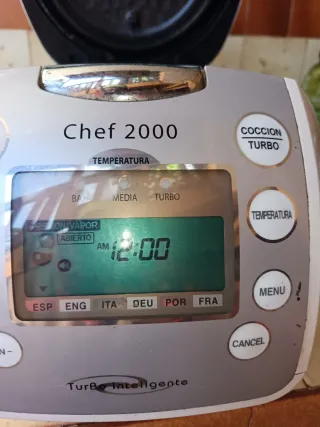 Chef 2000
COCCION
TURBO
TEMPERATURA
MEDIA TURBO
TEMPERATURA
VAPOR
ABIERTO
AM 12:00
MENU
ESP ENG ITA DEU POR FRA
CANCEL
N-
Turbo Inteligente